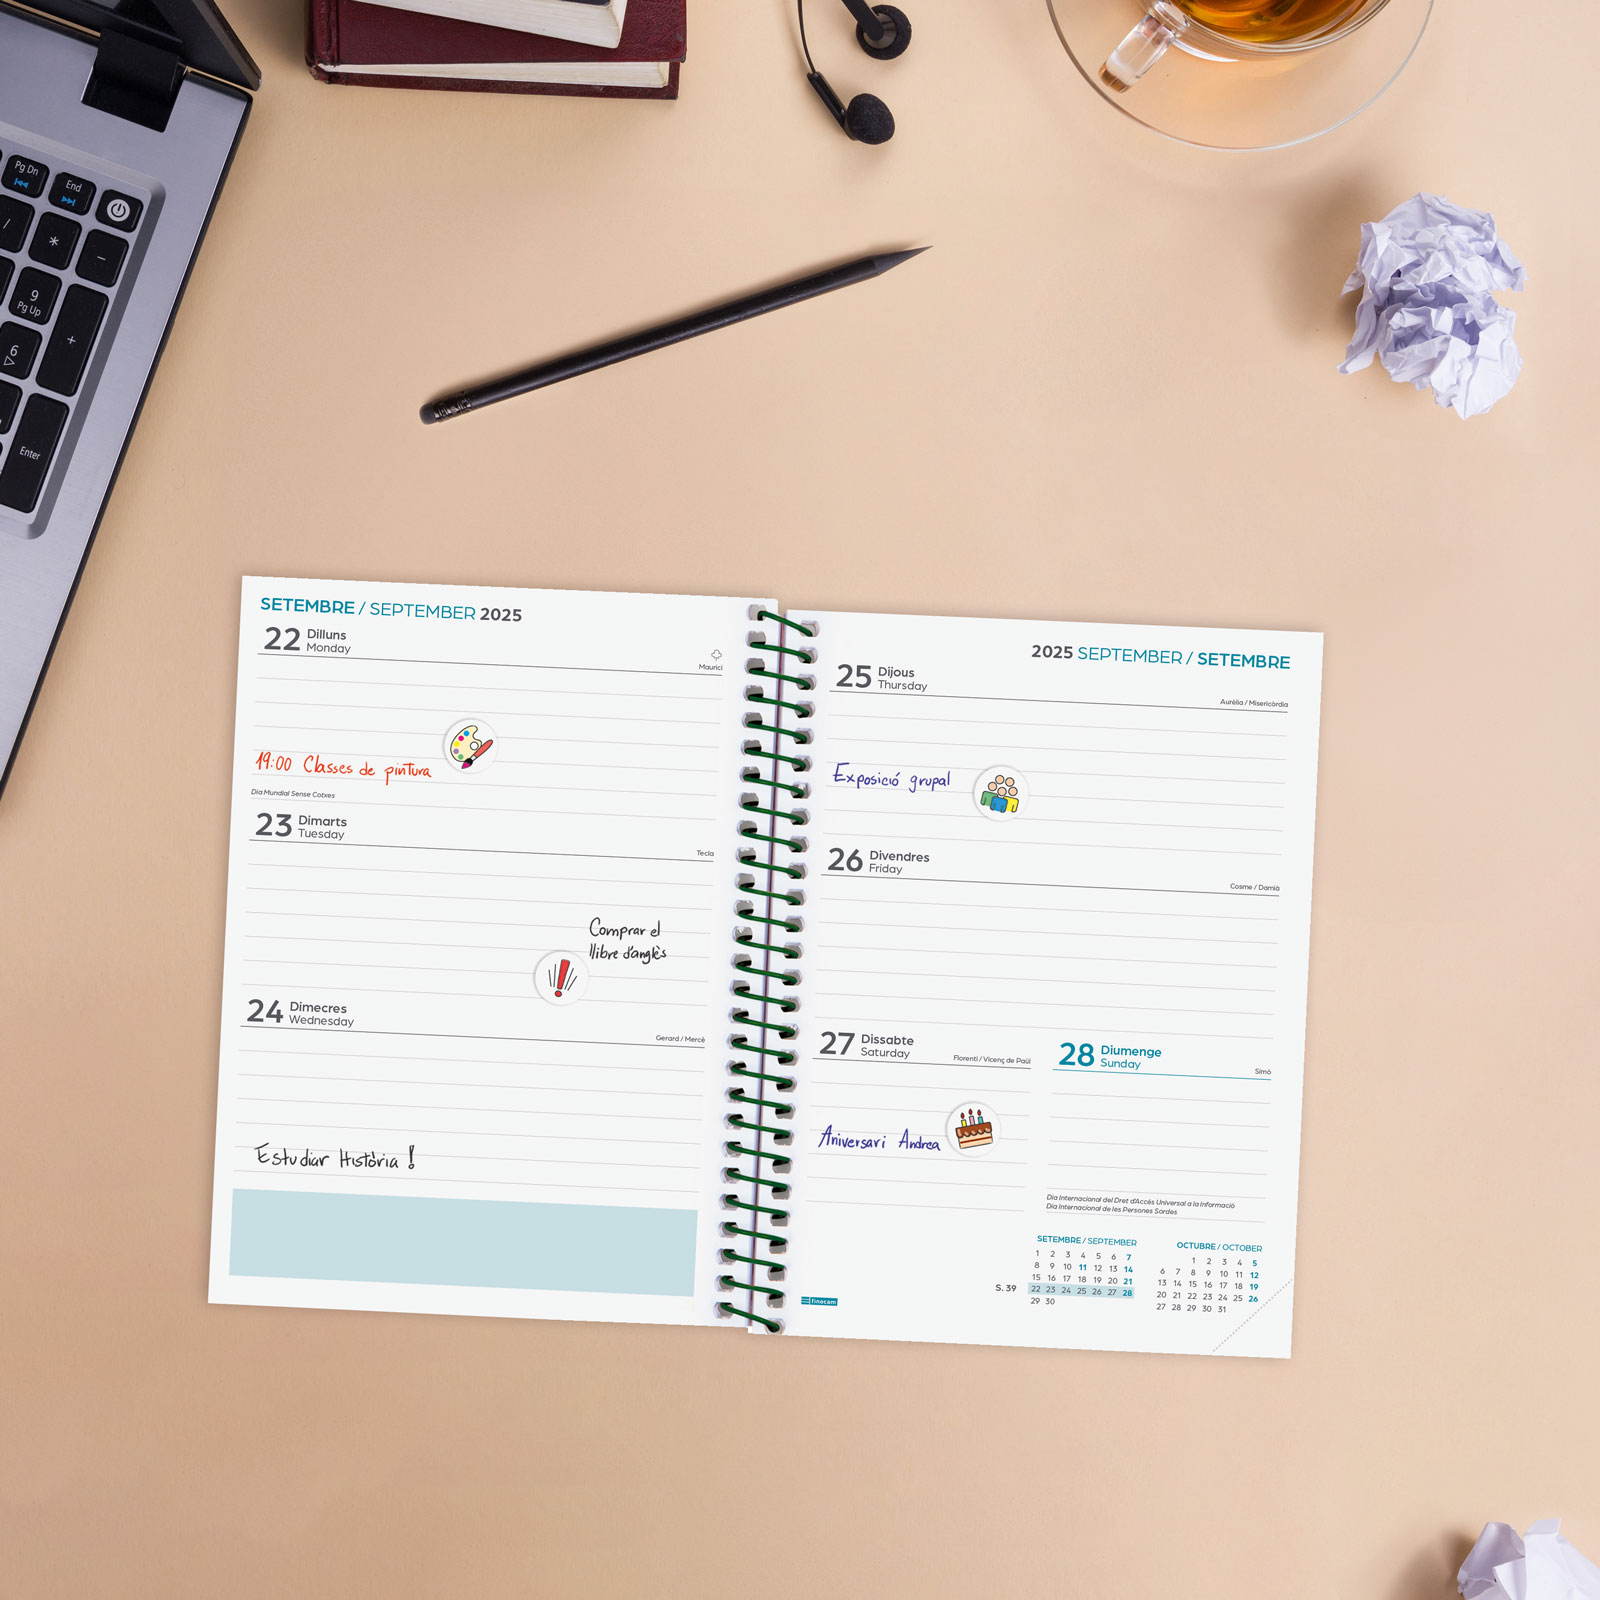 Pg Dn
End
/
*
-
9
Pg Up
+
6
Enter
SETEMBRE / SEPTEMBER 2025
22 Dilluns
Monday
Maurici
19:00 Classes de pintura
Dia Mundial Sense Cotxes
23 Dimarts
Tuesday
Tecla
Comprar el
llibre d'anglès
24 Dimecres
Wednesday
Gerard / Mercè
Estudiar Història !
2025 SEPTEMBER / SETEMBRE
25 Dijous
Thursday
Aurèlia / Misericòrdia
Exposició grupal
26 Divendres
Friday
Cosme / Damià
27 Dissabte
Saturday
Florenti / Vicenç de Paül
28 Diumenge
Sunday
Simó
Aniversari Andrea
Dia Internacional del Dret d'Accés Universal a la Informació
Dia Internacional de les Persones Sordes
SETEMBRE / SEPTEMBER
1 2 3 4 5 6 7
8 9 10 11 12 13 14
15 16 17 18 19 20 21
S. 39 22 23 24 25 26 27 28
29 30
OCTUBRE / OCTOBER
1 2 3 4 5
6 7 8 9 10 11 12
13 14 15 16 17 18 19
20 21 22 23 24 25 26
27 28 29 30 31
finocam